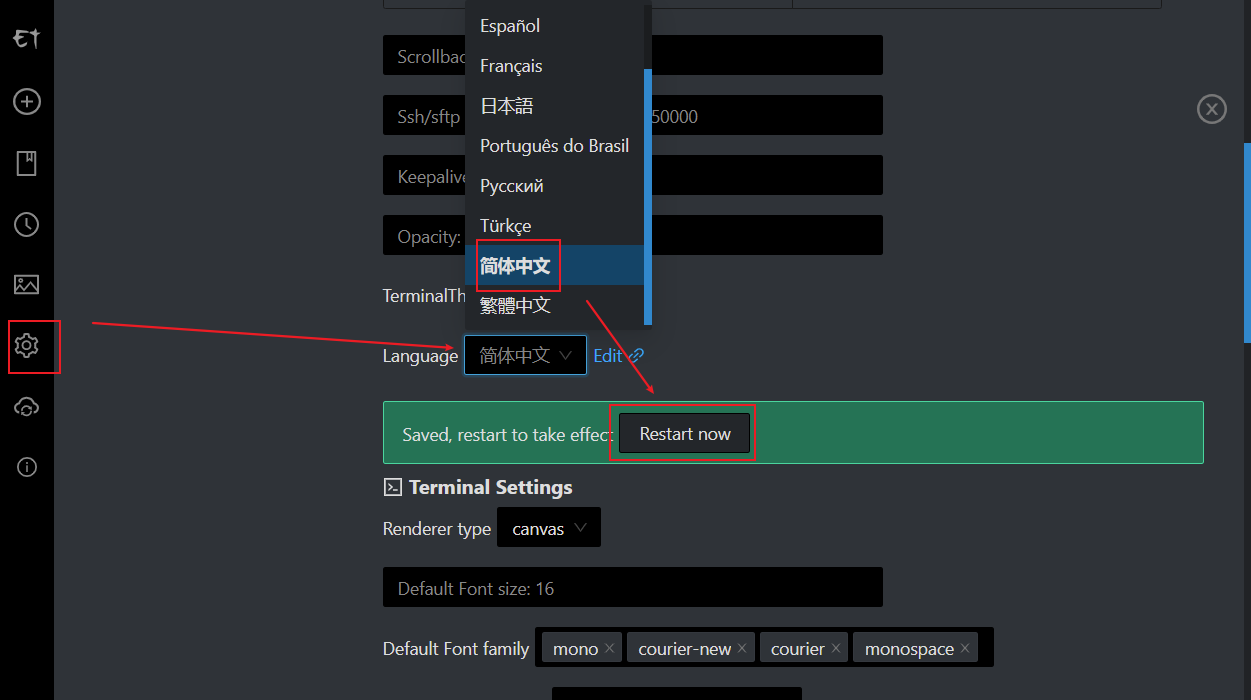 Español
Scrollbac
Français
Ssh/sftp
日本語
50000
Português do Brasil
Keepalive
Русский
Opacity:
Türkçe
简体中文
TerminalTh
繁體中文
Language 简体中文 Edit
Saved, restart to take effect Restart now
Terminal Settings
Renderer type canvas
Default Font size: 16
Default Font family mono courier-new courier monospace